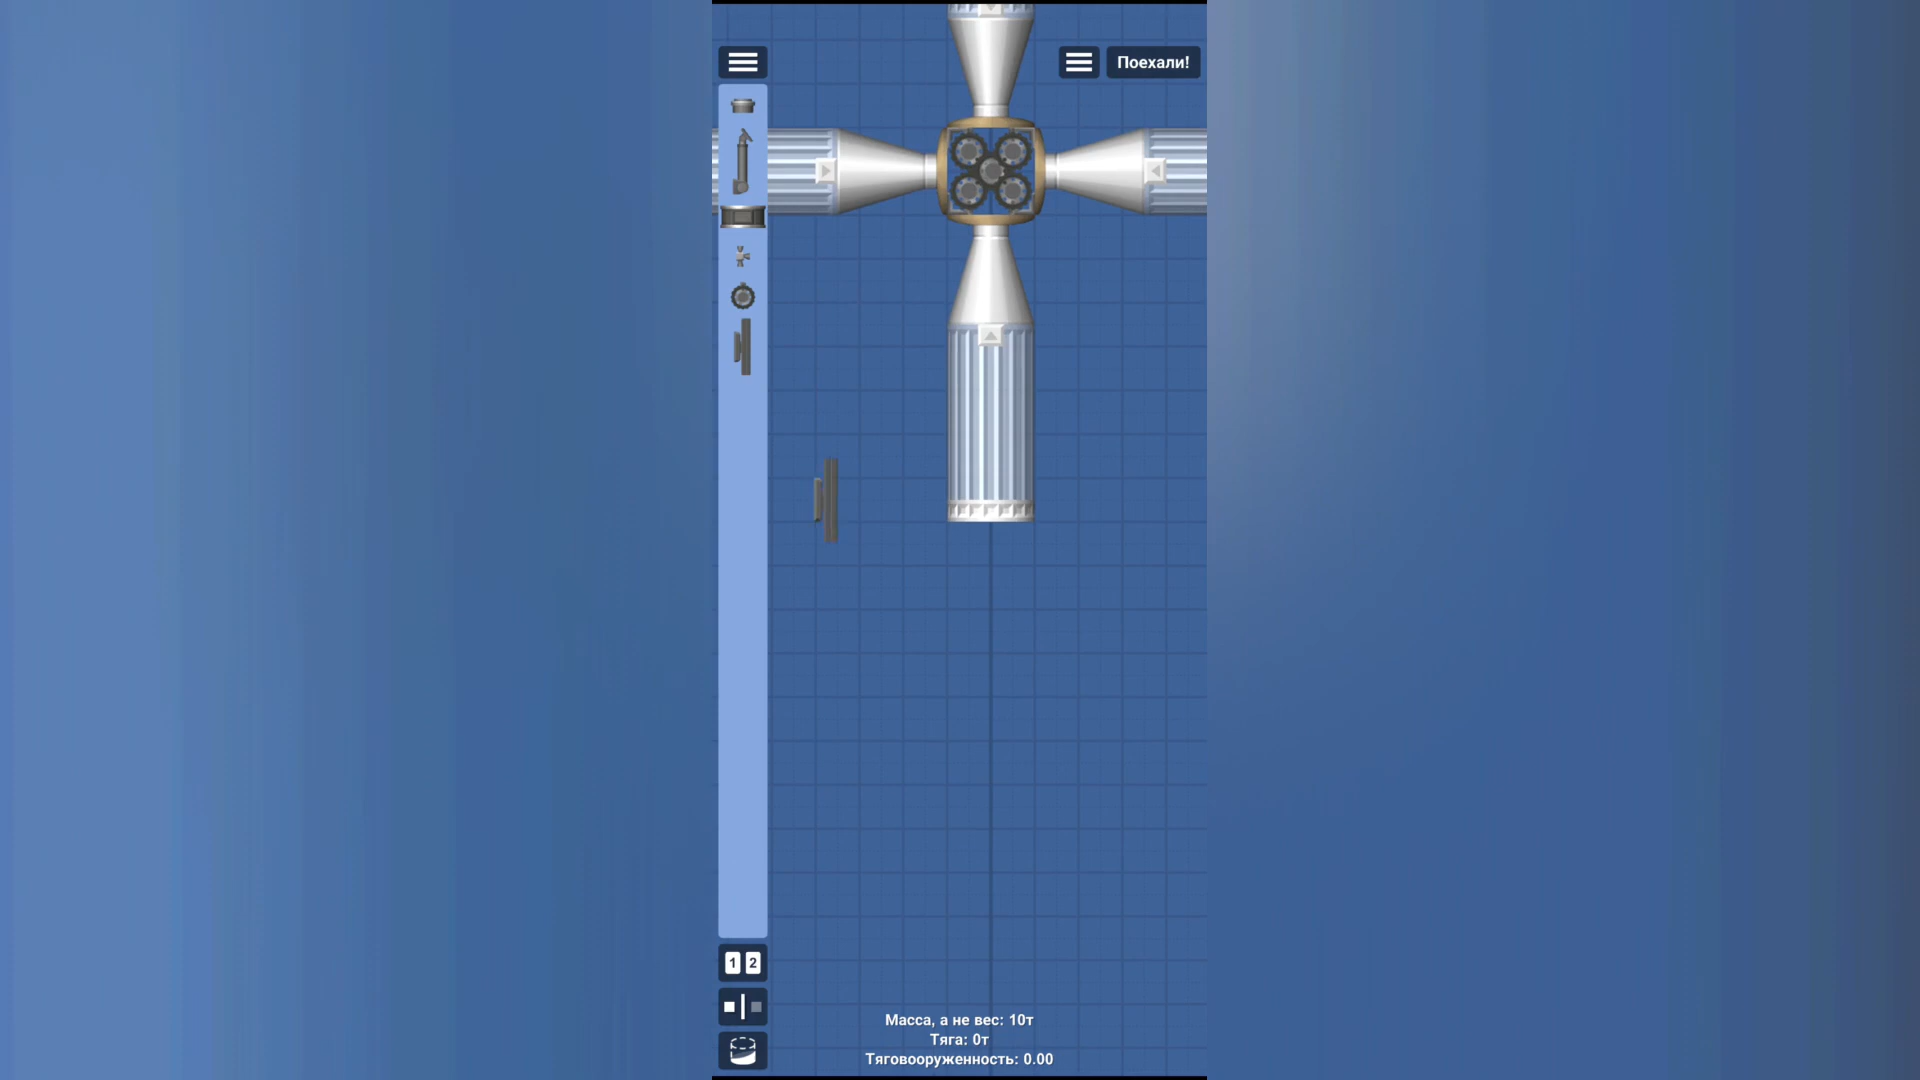 Поехали!
1 2
Масса, а не вес: 10т
Тяга: 0т
Тяговооруженность: 0.00